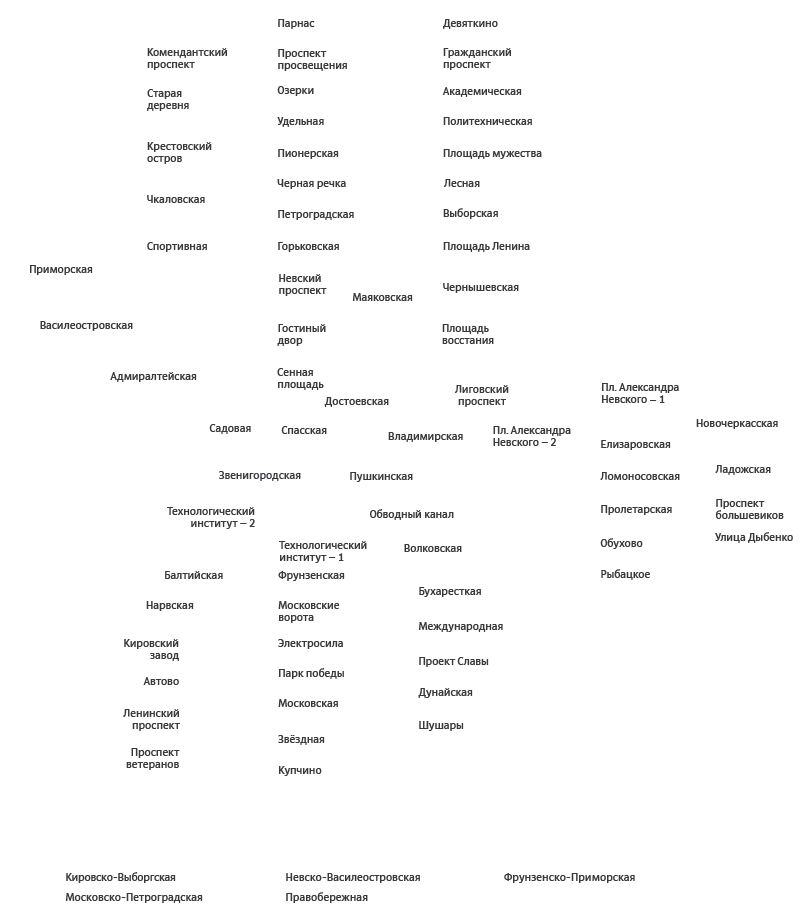 Парнас
Девяткино
Комендантский
проспект
Проспект
просвещения
Гражданский
проспект
Старая
деревня
Озерки
Академическая
Удельная
Политехническая
Крестовский
остров
Пионерская
Площадь мужества
Черная речка
Лесная
Чкаловская
Петроградская
Выборская
Спортивная
Горьковская
Площадь Ленина
Приморская
Невский
проспект
Маяковская
Чернышевская
Василеостровская
Гостиный
двор
Площадь
восстания
Адмиралтейская
Сенная
площадь
Достоевская
Лиговский
проспект
Пл. Александра
Невского – 1
Садовая
Спасская
Владимирская
Пл. Александра
Невского – 2
Новочеркасская
Елизаровская
Звенигородская
Пушкинская
Ломоносовская
Ладожская
Технологический
институт – 2
Обводный канал
Пролетарская
Проспект
большевиков
Улица Дыбенко
Технологический
институт – 1
Волковская
Обухово
Балтийская
Фрунзенская
Рыбацкое
Бухаресткая
Нарвская
Московские
ворота
Международная
Кировский
завод
Электросила
Проект Славы
Автово
Парк победы
Дунайская
Ленинский
проспект
Московская
Шушары
Проспект
ветеранов
Звёздная
Купчино
Кировско-Выборгская
Невско-Василеостровская
Фрунзенско-Приморская
Московско-Петроградская
Правобережная